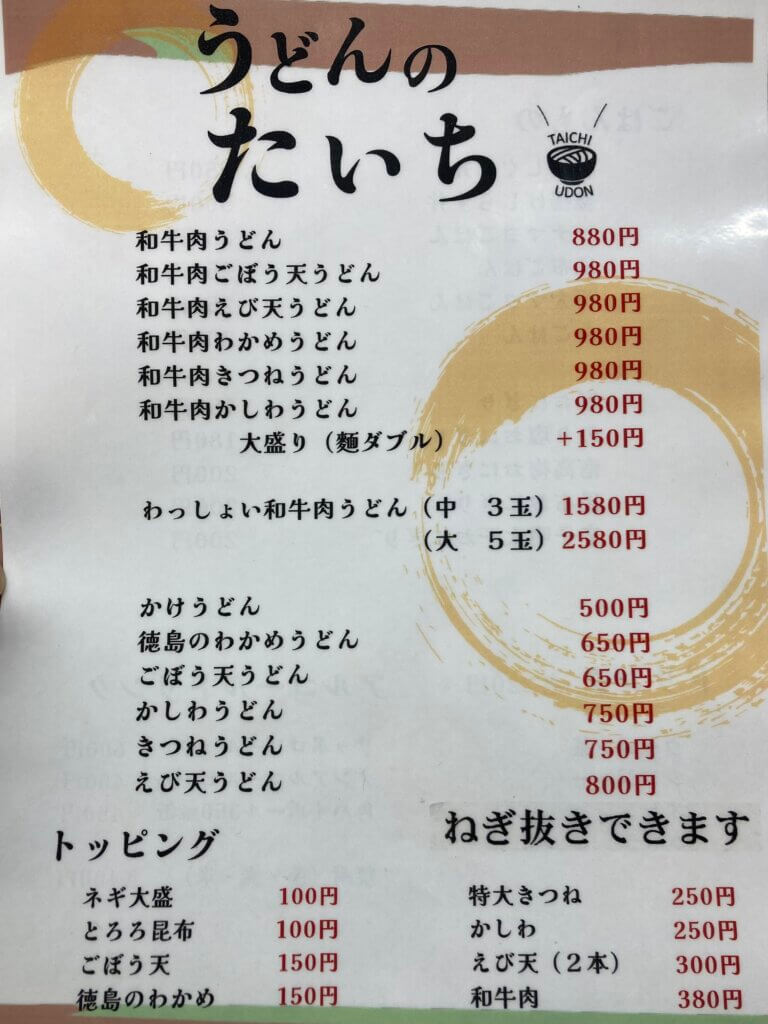 うどんの
たいち
TAICHI
UDON
和牛肉うどん 880円
和牛肉ごぼう天うどん 980円
和牛肉えび天うどん 980円
和牛肉わかめうどん 980円
和牛肉きつねうどん 980円
和牛肉かしわうどん 980円
大盛り（麵ダブル） +150円
わっしょい和牛肉うどん（中　３玉）1580円
（大　５玉）2580円
かけうどん 500円
徳島のわかめうどん 650円
ごぼう天うどん 650円
かしわうどん 750円
きつねうどん 750円
えび天うどん 800円
ねぎ抜きできます
トッピング
ネギ大盛 100円
とろろ昆布 100円
ごぼう天 150円
徳島のわかめ 150円
特大きつね 250円
かしわ 250円
えび天（２本） 300円
和牛肉 380円